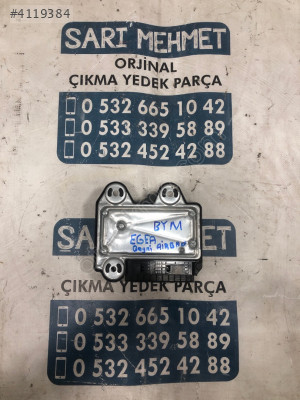 #4119384
SARI MEHMET
ORJİNAL
ÇIKMA YEDEK PARÇA
0 532 665 10 42
0 533 339 58 89
0 532 452 42 88
BYM
EGEA
SARI MEHMET
ÇIKMA YEDEK PARÇA
0 532 665 10 42
0 533 339 58 89
0 532 452 42 88